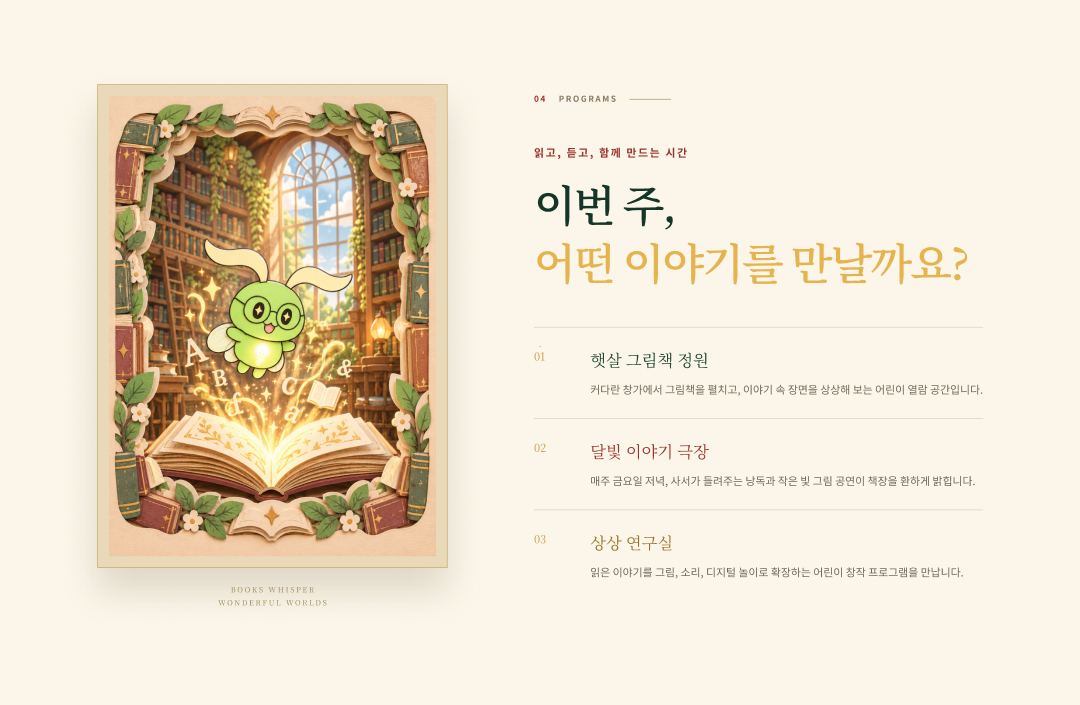 04 PROGRAMS
읽고, 듣고, 함께 만드는 시간
이번 주,
어떤 이야기를 만날까요?
01 햇살 그림책 정원
커다란 창가에서 그림책을 펼치고, 이야기 속 장면을 상상해 보는 어린이 열람 공간입니다.
02 달빛 이야기 극장
매주 금요일 저녁, 사서가 들려주는 낭독과 작은 빛 그림 공연이 책장을 환하게 밝힙니다.
03 상상 연구실
읽은 이야기를 그림, 소리, 디지털 놀이로 확장하는 어린이 창작 프로그램을 만납니다.
A
B
C
&
d
a
BOOKS WHISPER
WONDERFUL WORLDS